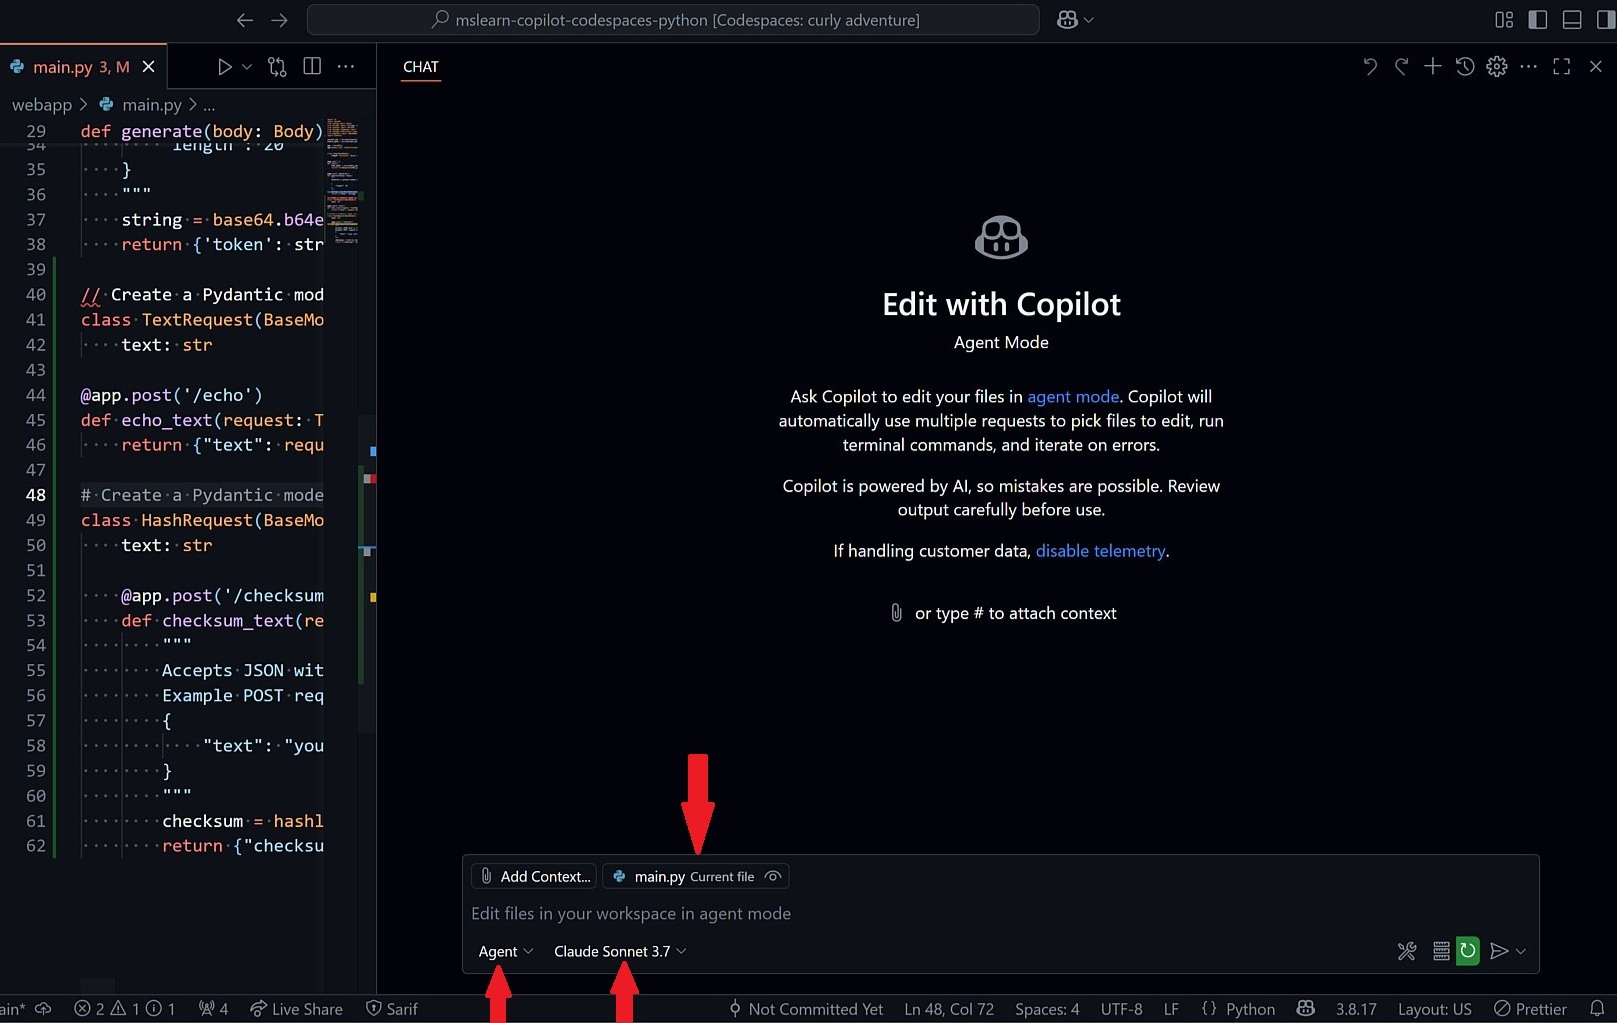 mslearn-copilot-codespaces-python [Codespaces: curly adventure]
main.py 3, M
webapp > main.py > ...
29 def generate(body: Body)
34 length : 20
35 }
36 """
37 string = base64.b64e
38 return {'token': str
39
40 // Create a Pydantic mod
41 class TextRequest(BaseMo
42 text: str
43
44 @app.post('/echo')
45 def echo_text(request: T
46 return {"text": requ
47
48 # Create a Pydantic mode
49 class HashRequest(BaseMo
50 text: str
51
52 @app.post('/checksum
53 def checksum_text(re
54 """
55 Accepts JSON wit
56 Example POST req
57 {
58 "text": "you
59 }
60 """
61 checksum = hashl
62 return {"checksu
CHAT
Edit with Copilot
Agent Mode
Ask Copilot to edit your files in agent mode. Copilot will
automatically use multiple requests to pick files to edit, run
terminal commands, and iterate on errors.
Copilot is powered by AI, so mistakes are possible. Review
output carefully before use.
If handling customer data, disable telemetry.
or type # to attach context
Add Context... main.py Current file
Edit files in your workspace in agent mode
Agent Claude Sonnet 3.7
ain* 2 1 1 4 Live Share Sarif Not Committed Yet Ln 48, Col 72 Spaces: 4 UTF-8 LF {} Python 3.8.17 Layout: US Prettier